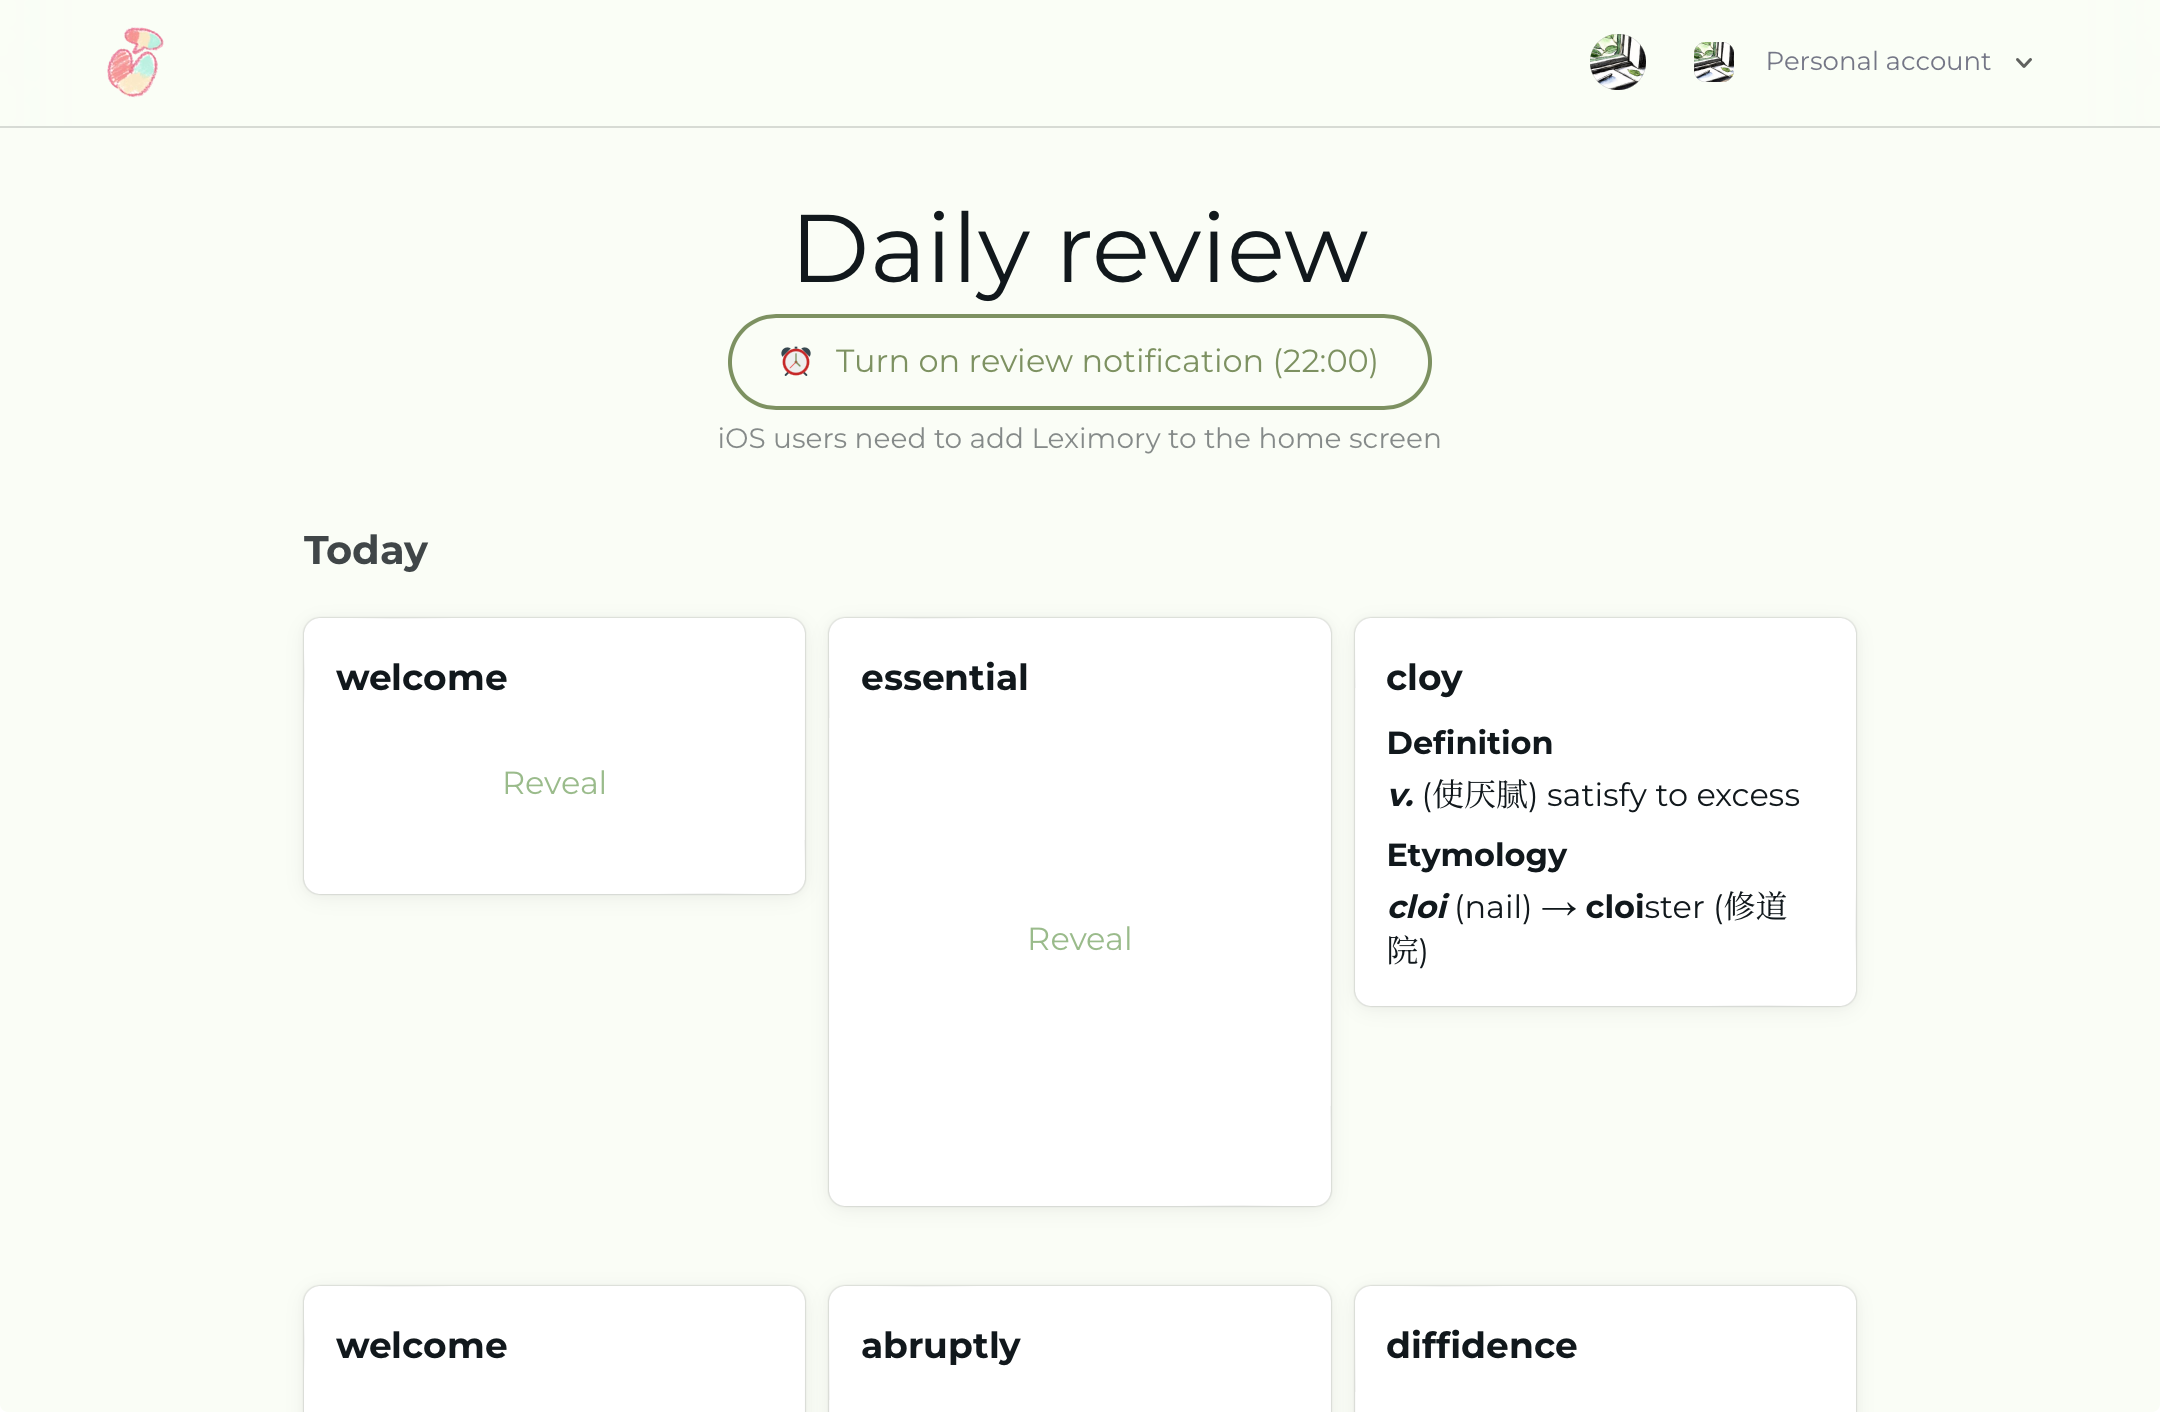 Personal account
Daily review
⏰ Turn on review notification (22:00)
iOS users need to add Leximory to the home screen
Today
welcome
Reveal
essential
Reveal
cloy
Definition
v. (使厌腻) satisfy to excess
Etymology
cloi (nail) → cloister (修道
院)
welcome
abruptly
diffidence